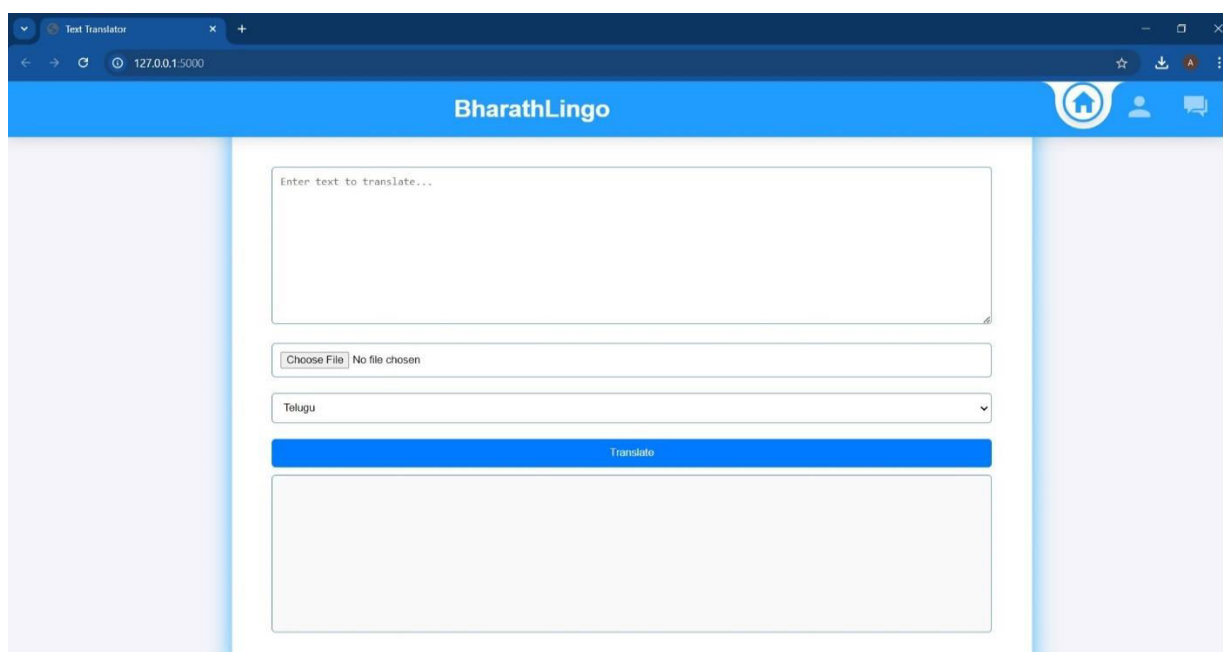 Text Translator
127.0.0.1:5000
A
BharathLingo
Enter text to translate...
Choose File No file chosen
Telugu
Translate